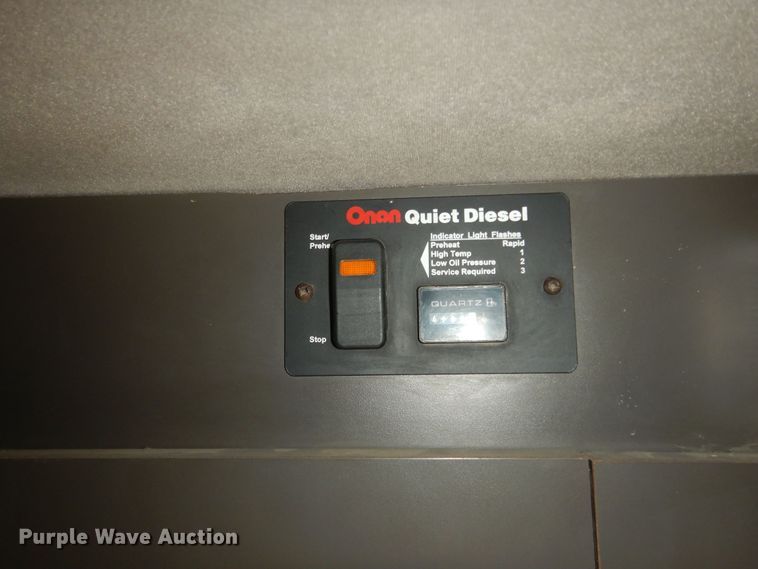 Onan Quiet Diesel
Start/
Prehe
Indicator Light Flashes
Preheat Rapid
High Temp 1
Low Oil Pressure 2
Service Required 3
QUARTZ
Stop
Purple Wave Auction